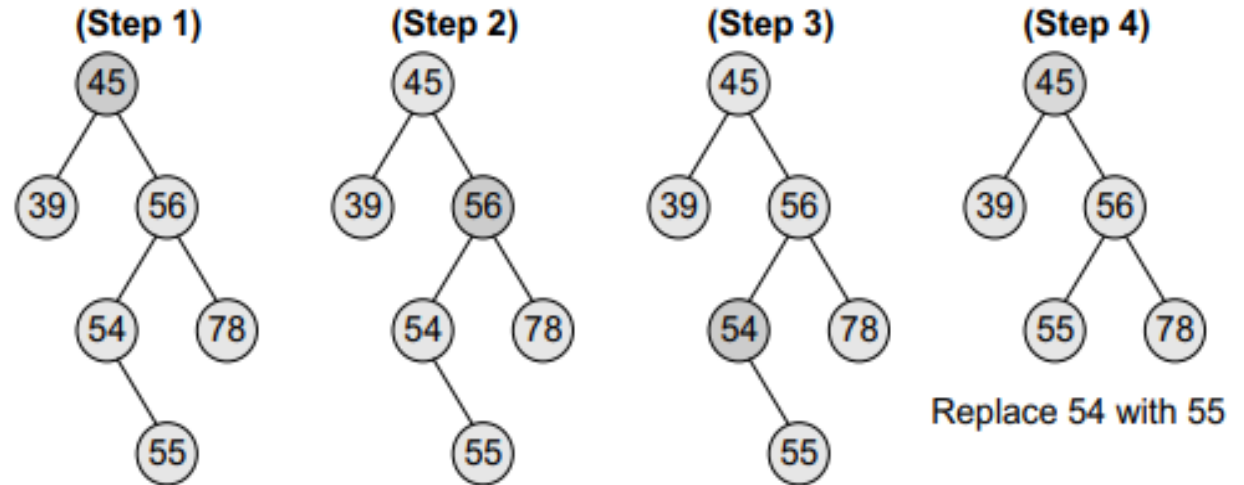 (Step 1) (Step 2) (Step 3) (Step 4)
45 45 45 45
39 56 39 56 39 56 39 56
54 78 54 78 54 78 55 78
Replace 54 with 55
55 55 55